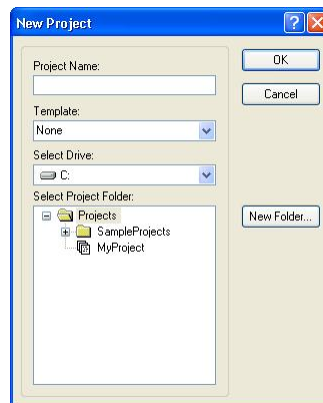 New Project
Project Name:
OK
Cancel
Template:
None
Select Drive:
C:
Select Project Folder:
Projects
New Folder...
SampleProjects
MyProject